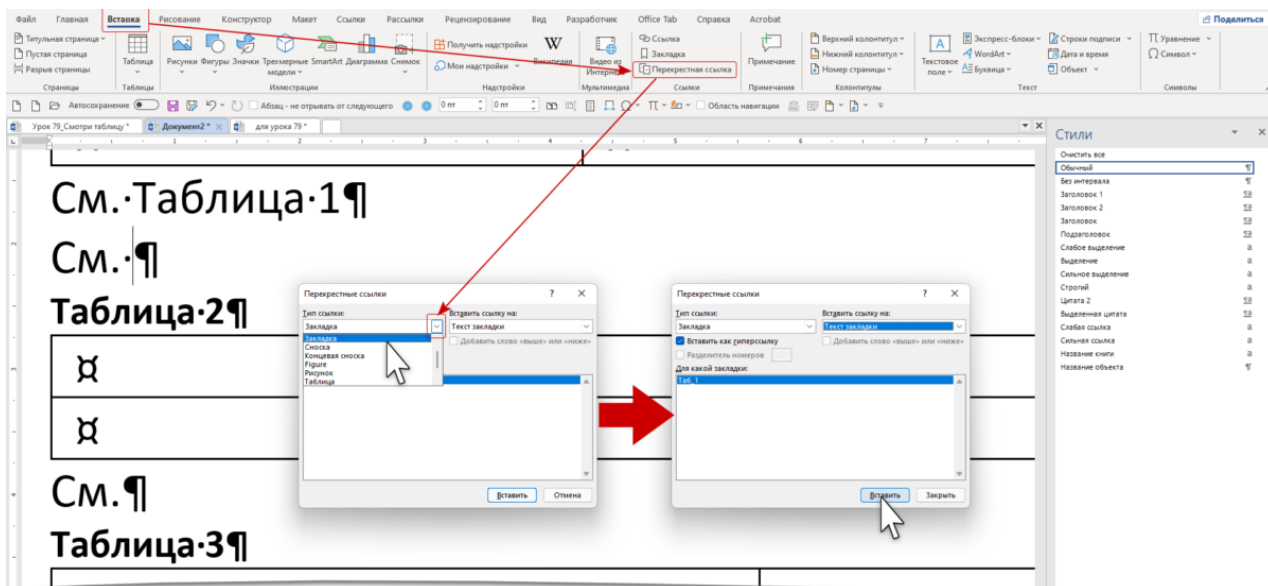 Файл Главная Вставка Рисование Конструктор Макет Ссылки Рассылки Рецензирование Вид Разработчик Office Tab Справка Acrobat Поделиться
Титульная страница
Пустая страница
Разрыв страницы
Страницы
Таблица
Таблицы
Рисунки Фигуры Значки Трехмерные модели SmartArt Диаграмма Снимок
Иллюстрации
Получить надстройки
Мои надстройки
W
Википедия
Надстройки
Видео из Интернета
Мультимедиа
Ссылка
Закладка
Перекрестная ссылка
Ссылки
Примечание
Примечания
Верхний колонтитул
Нижний колонтитул
Номер страницы
Колонтитулы
Текстовое поле
Экспресс-блоки
WordArt
Буквица
Строки подписи
Дата и время
Объект
Текст
Уравнение
Символ
Символы
Автосохранение Абзац - не отрывать от следующего 0 пт 0 пт Область навигации
Урок 79_Смотри таблицу * Документ2 * для урока 79 *
1 2 3 4 5 6 7
См.·Таблица·1¶
См.·¶
Таблица·2¶
¤
¤
См.¶
Таблица·3¶
Перекрестные ссылки ? ×
Тип ссылки: Вставить ссылку на:
Закладка Текст закладки
Закладка
Сноска
Концевая сноска
Figure
Рисунок
Таблица
Добавить слово «выше» или «ниже»
Вставить Отмена
Перекрестные ссылки ? ×
Тип ссылки: Вставить ссылку на:
Закладка Текст закладки
Вставить как гиперссылку Добавить слово «выше» или «ниже»
Разделитель номеров
Для какой закладки:
Таб_1
Вставить Закрыть
Стили
Очистить все
Обычный ¶
Без интервала ¶
Заголовок 1 ¶a
Заголовок 2 ¶a
Заголовок ¶a
Подзаголовок ¶a
Слабое выделение a
Выделение a
Сильное выделение a
Строгий a
Цитата 2 ¶a
Выделенная цитата ¶a
Слабая ссылка a
Сильная ссылка a
Название книги a
Название объекта ¶